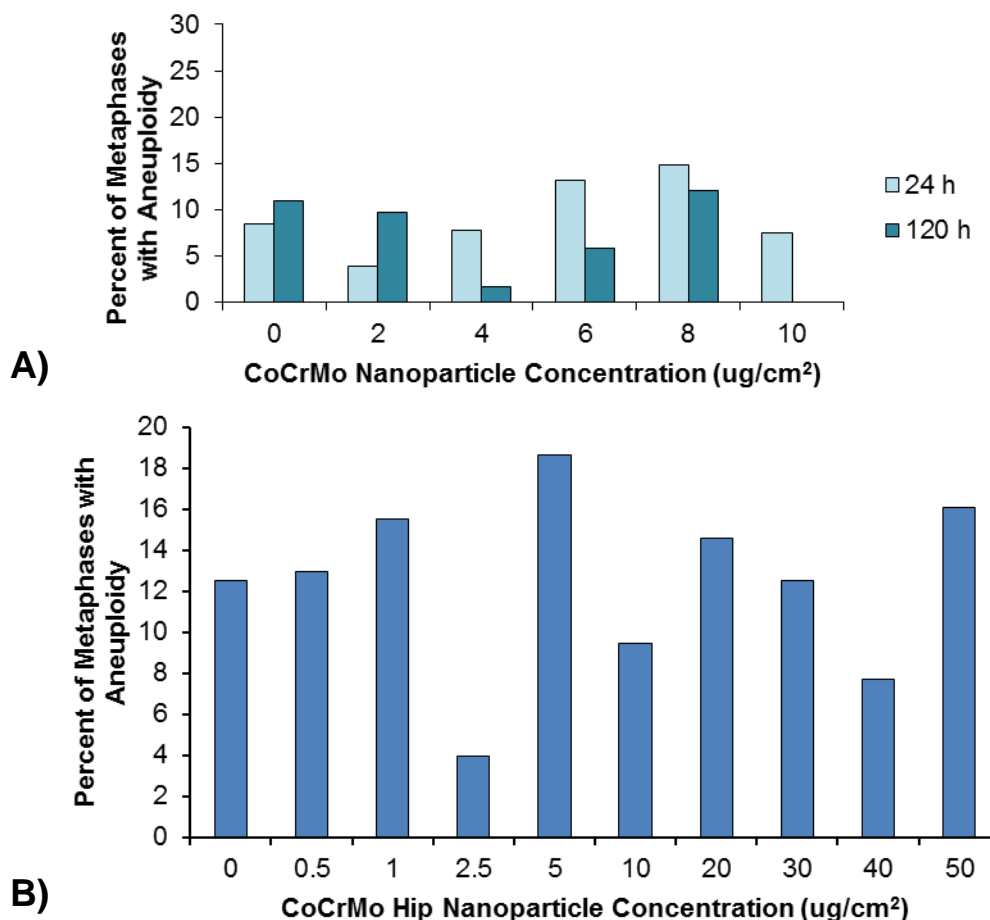 30
25
20
15
10
5
0
Percent of Metaphases
with Aneuploidy
0 2 4 6 8 10
24 h
120 h
CoCrMo Nanoparticle Concentration (ug/cm²)
A)
20
18
16
14
12
10
8
6
4
2
0
Percent of Metaphases with
Aneuploidy
0 0.5 1 2.5 5 10 20 30 40 50
CoCrMo Hip Nanoparticle Concentration (ug/cm²)
B)